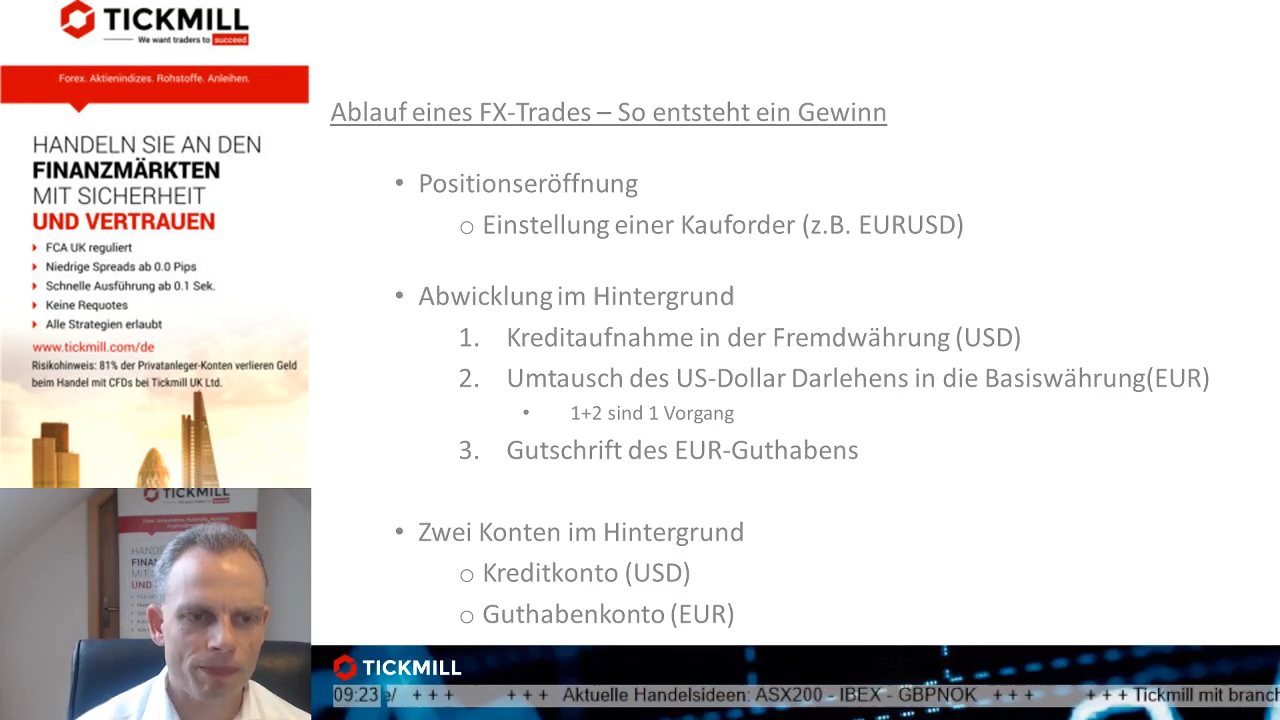 TICKMILL
We want traders to succeed
Forex. Aktienindizes. Rohstoffe. Anleihen.
HANDELN SIE AN DEN
FINANZMÄRKTEN
MIT SICHERHEIT
UND VERTRAUEN
FCA UK reguliert
Niedrige Spreads ab 0.0 Pips
Schnelle Ausführung ab 0.1 Sek.
Keine Requotes
Alle Strategien erlaubt
www.tickmill.com/de
Risikohinweis: 81% der Privatanleger-Konten verlieren Geld
beim Handel mit CFDs bei Tickmill UK Ltd.
Ablauf eines FX-Trades – So entsteht ein Gewinn
• Positionseröffnung
o Einstellung einer Kauforder (z.B. EURUSD)
• Abwicklung im Hintergrund
1. Kreditaufnahme in der Fremdwährung (USD)
2. Umtausch des US-Dollar Darlehens in die Basiswährung(EUR)
• 1+2 sind 1 Vorgang
3. Gutschrift des EUR-Guthabens
• Zwei Konten im Hintergrund
o Kreditkonto (USD)
o Guthabenkonto (EUR)
TICKMILL
HAND
FINAN
MIT
UND
TICKMILL
09:23 e/ + + + + + + Aktuelle Handelsideen: ASX200 - IBEX - GBPNOK + + + + + + Tickmill mit branch